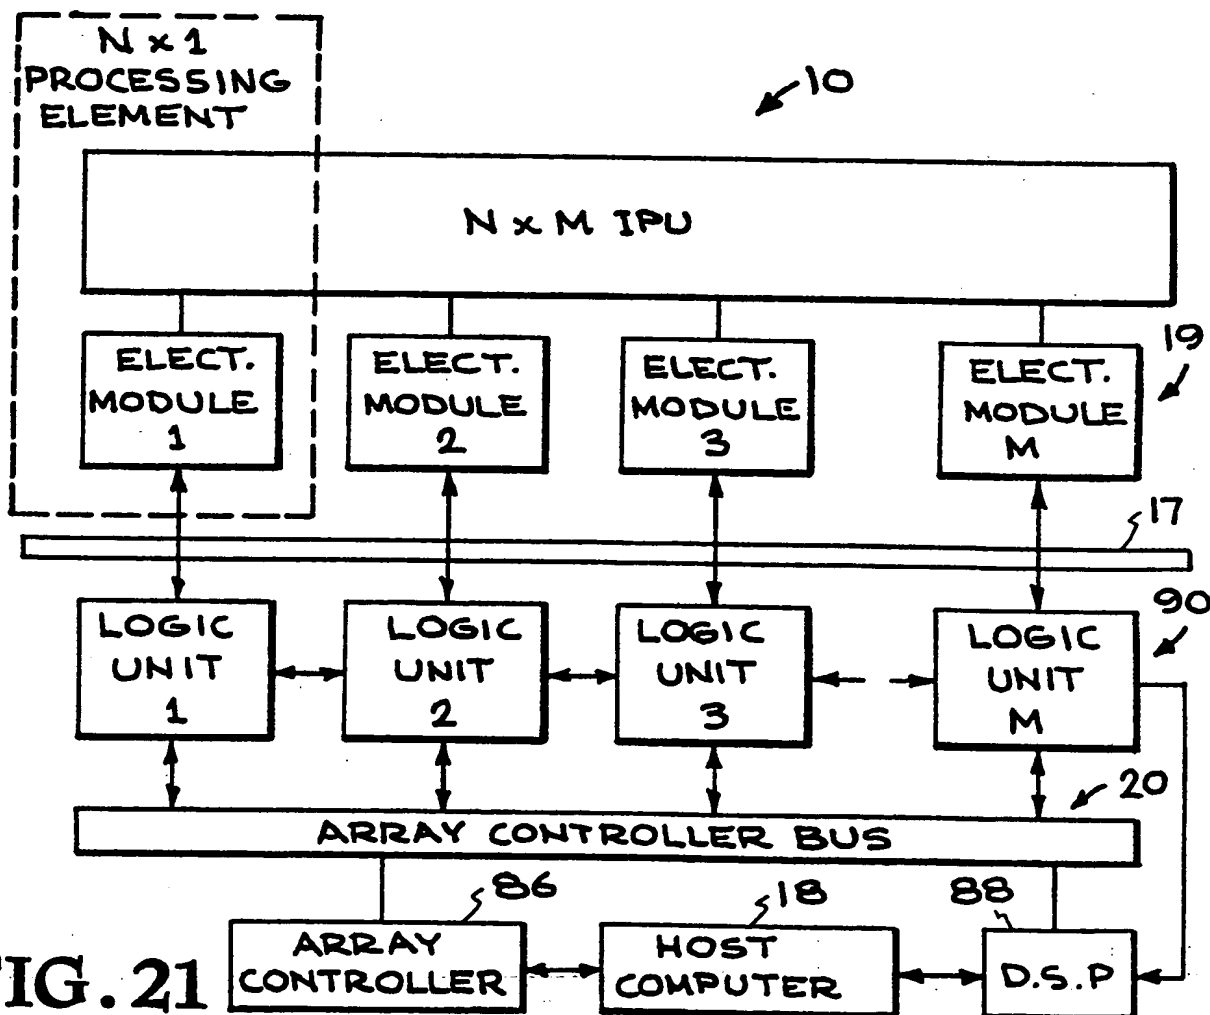 N x 1
PROCESSING
ELEMENT
10
N x M IPU
ELECT.
MODULE
1
ELECT.
MODULE
2
ELECT.
MODULE
3
ELECT.
MODULE
M
19
17
LOGIC
UNIT
1
LOGIC
UNIT
2
LOGIC
UNIT
3
LOGIC
UNIT
M
90
20
ARRAY CONTROLLER BUS
86
18
88
ARRAY
CONTROLLER
HOST
COMPUTER
D.S.P
FIG. 21